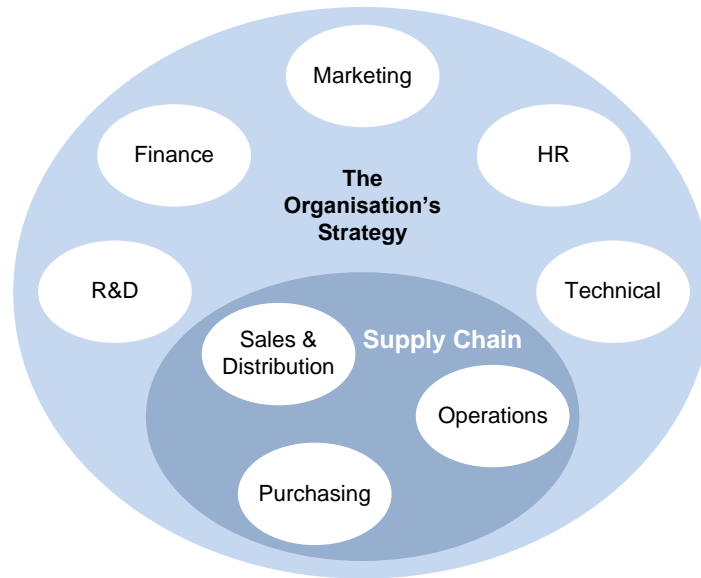 Marketing
Finance
HR
The
Organisation’s
Strategy
R&D
Technical
Sales &
Distribution
Supply Chain
Operations
Purchasing